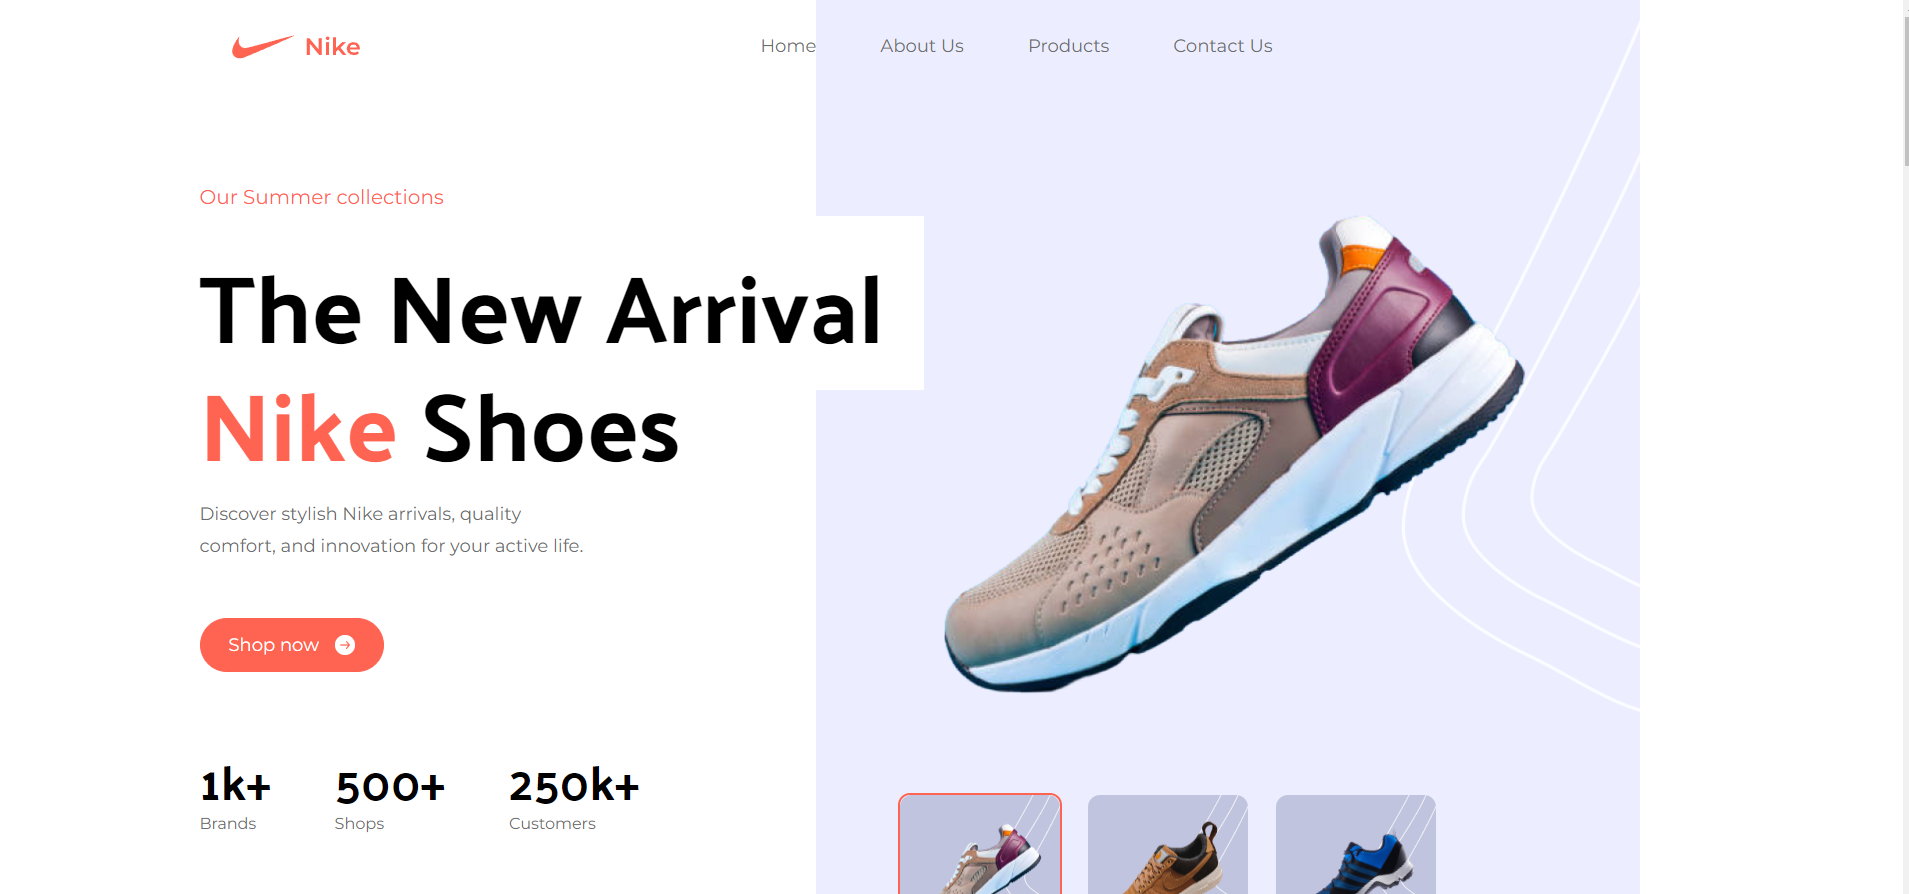 Nike
Home
About Us
Products
Contact Us
Our Summer collections
The New Arrival
Nike Shoes
Discover stylish Nike arrivals, quality
comfort, and innovation for your active life.
Shop now
1k+
Brands
500+
Shops
250k+
Customers